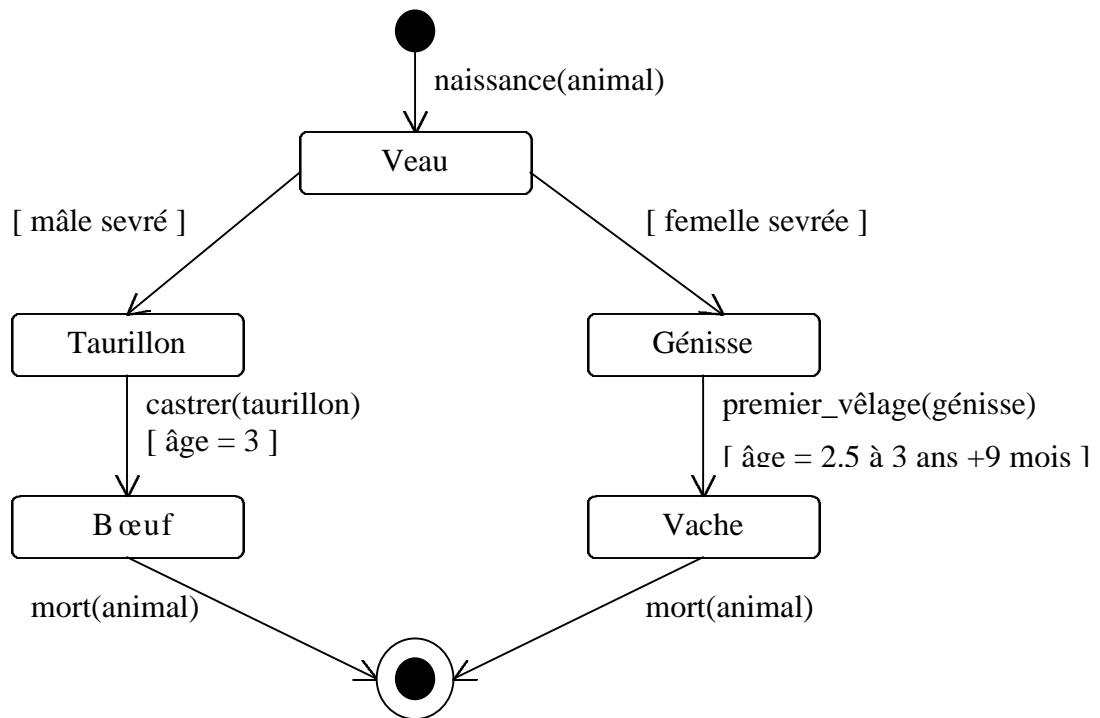 naissance(animal)
Veau
[ mâle sevré ]
[ femelle sevrée ]
Taurillon
Génisse
castrer(taurillon)
[ âge = 3 ]
premier_vêlage(génisse)
[ âge = 2.5 à 3 ans +9 mois ]
Bœuf
Vache
mort(animal)
mort(animal)